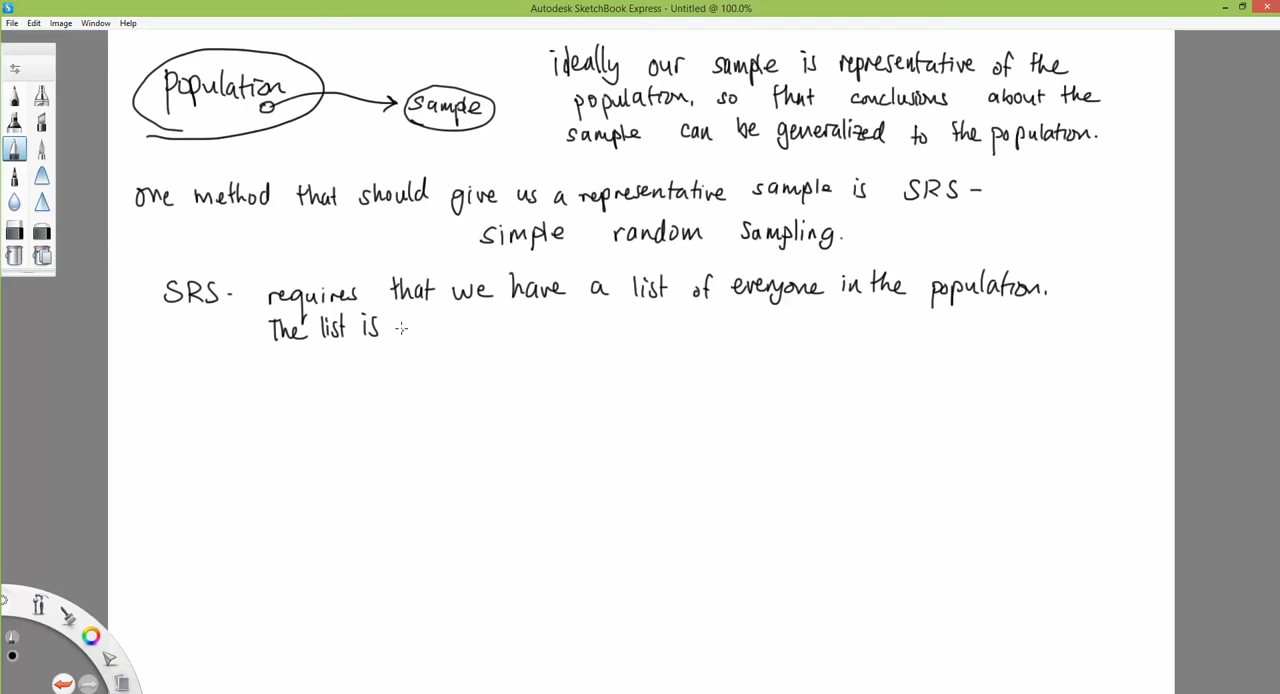 Autodesk SketchBook Express - Untitled @ 100.0%
File Edit Image Window Help
population
sample
ideally our sample is representative of the
population, so that conclusions about the
sample can be generalized to the population.
One method that should give us a representative sample is SRS -
simple random sampling.
SRS - requires that we have a list of everyone in the population.
The list is